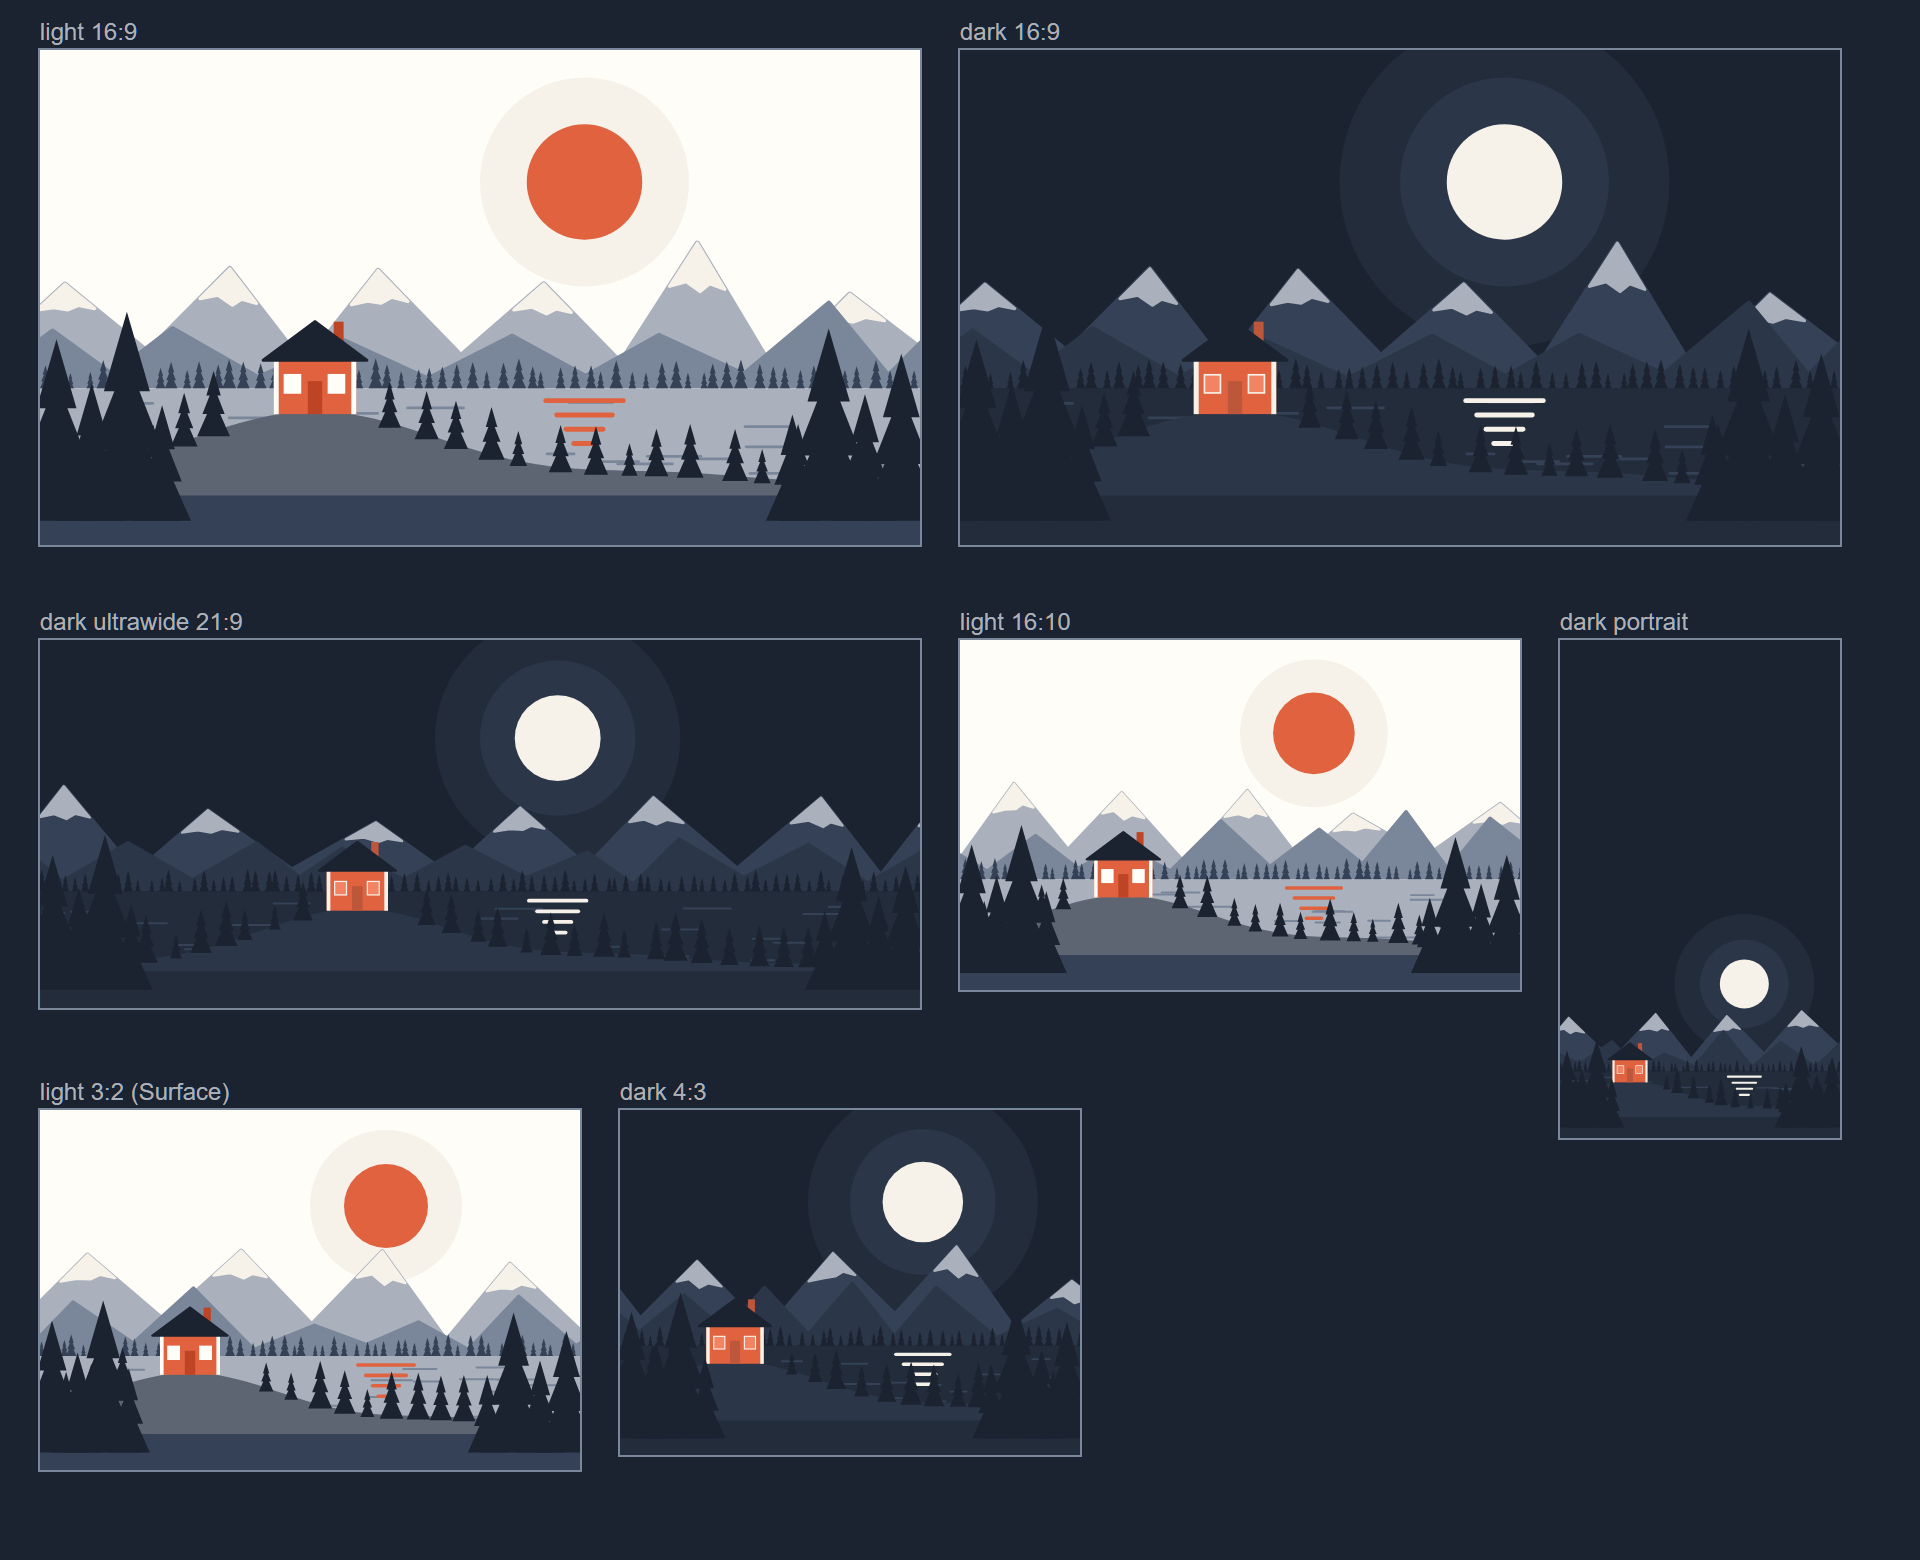 light 16:9
dark 16:9
dark ultrawide 21:9
light 16:10
dark portrait
light 3:2 (Surface)
dark 4:3